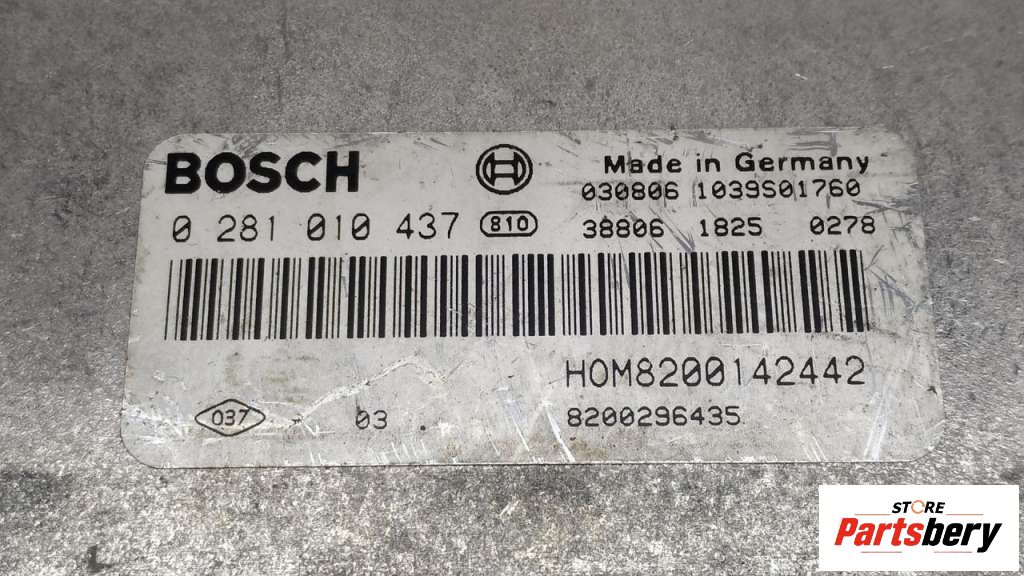 BOSCH
Made in Germany
030806 1039S01760
0 281 010 437 810
38806 1825 0278
HOM8200142442
037 03
8200296435
STORE
Partsbery